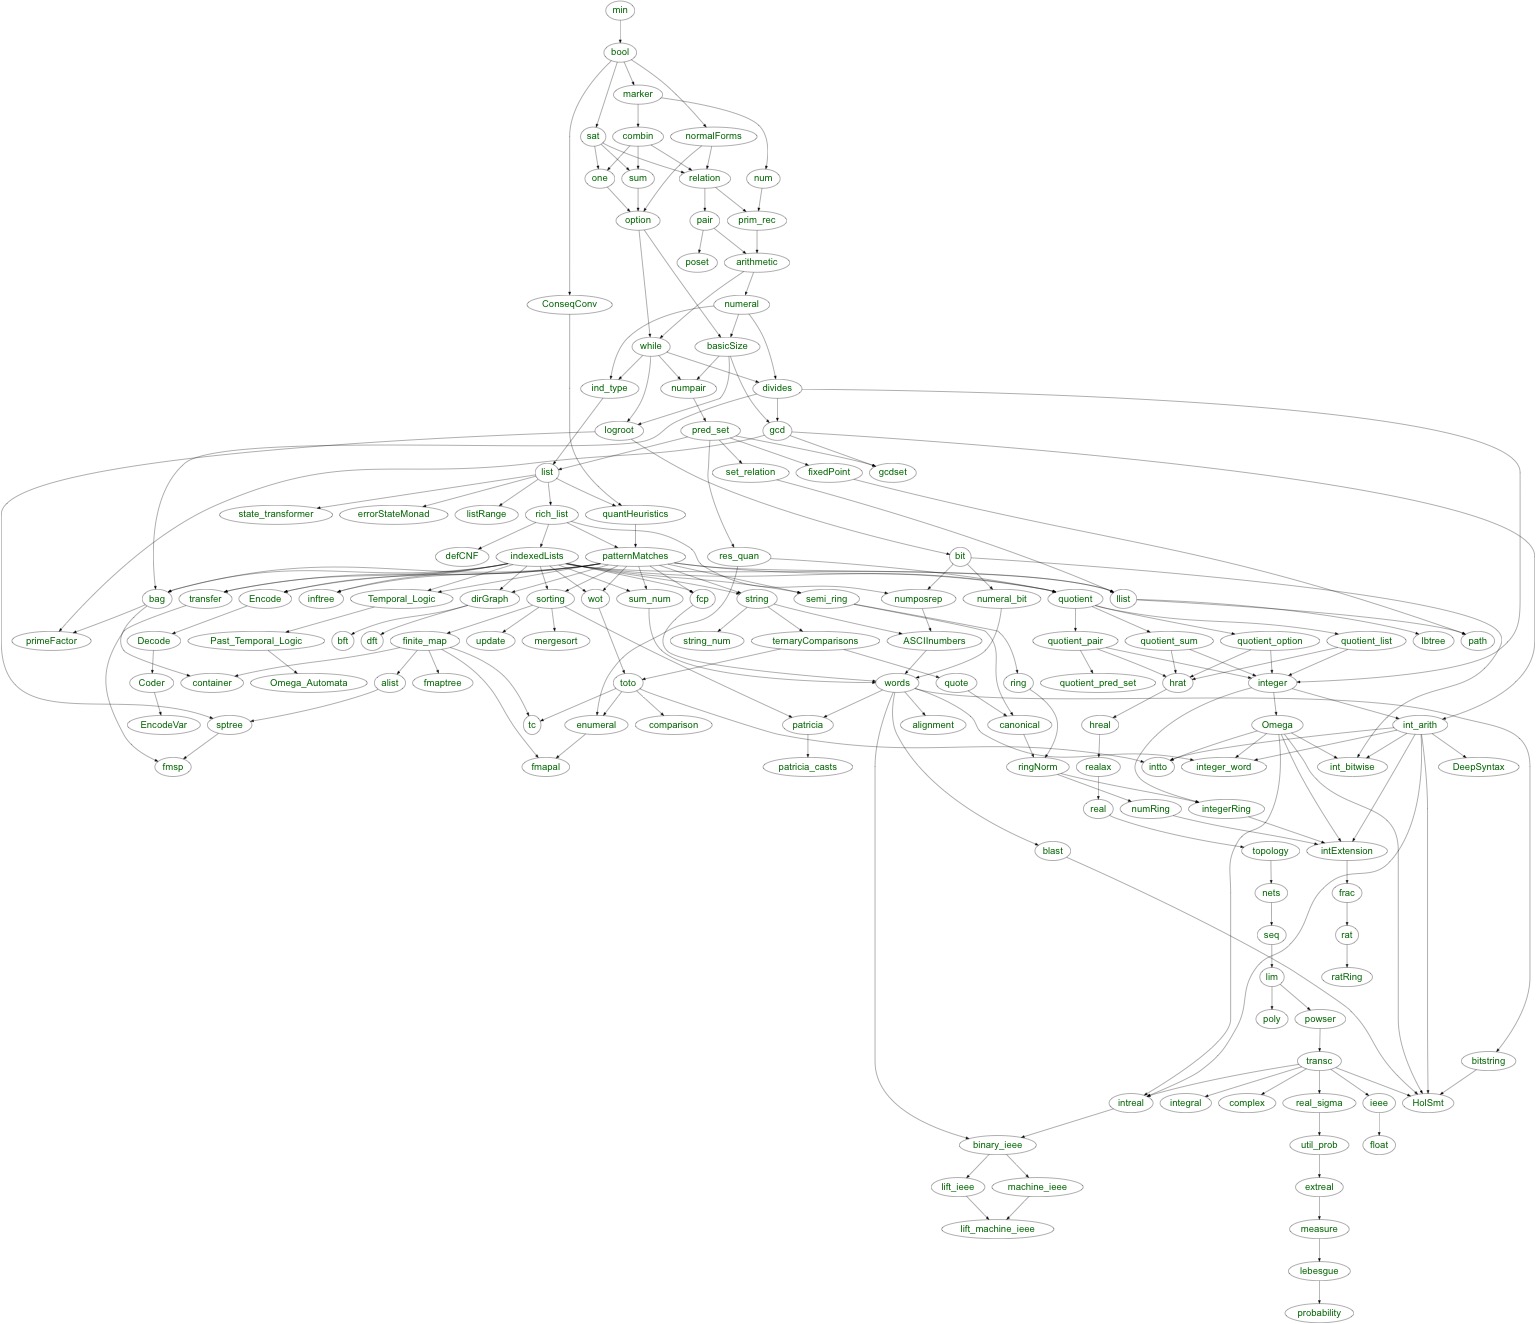 min
bool
marker
sat combin normalForms
one sum relation num
option pair prim_rec
poset arithmetic
ConseqConv numeral
while basicSize
ind_type numpair divides
logroot pred_set gcd
list set_relation fixedPoint gcdset
state_transformer errorStateMonad listRange rich_list quantHeuristics
defCNF indexedLists patternMatches res_quan bit
bag transfer Encode inftree Temporal_Logic dirGraph sorting wot sum_num fcp string semi_ring numposrep numeral_bit quotient llist
primeFactor Decode Past_Temporal_Logic bft dft finite_map update mergesort string_num ternaryComparisons ASCIInumbers quotient_pair quotient_sum quotient_option quotient_list lbtree path
Coder container Omega_Automata alist fmaptree toto words quote ring quotient_pred_set hrat integer
EncodeVar sptree tc enumeral comparison patricia alignment canonical hreal Omega int_arith
fmsp fmapal patricia_casts ringNorm realax intto integer_word int_bitwise DeepSyntax
real numRing integerRing
blast topology intExtension
nets frac
seq rat
lim ratRing
poly powser
transc bitstring
intreal integral complex real_sigma ieee HolSmt
binary_ieee util_prob float
lift_ieee machine_ieee extreal
lift_machine_ieee measure
lebesgue
probability